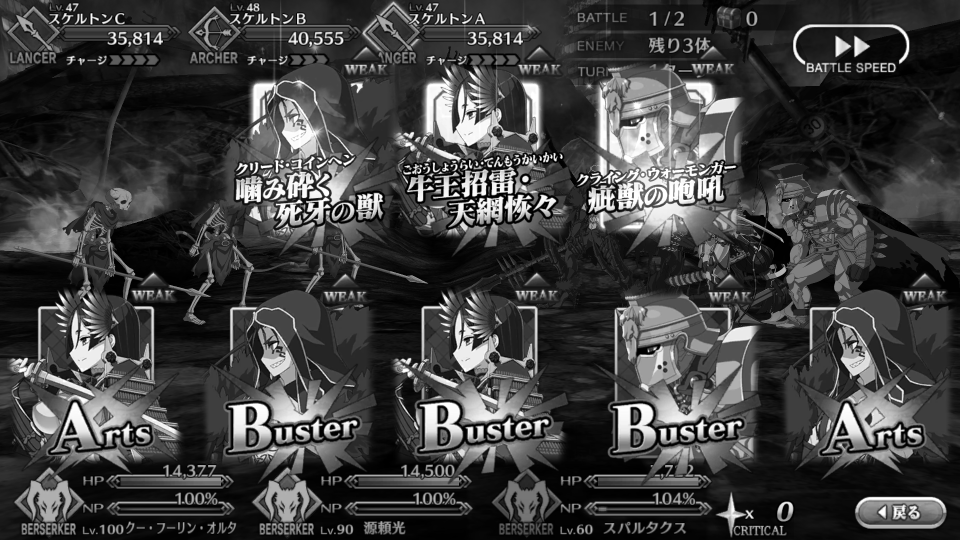 Lv.47
スケルトンC
35,814
LANCER
チャージ
Lv.48
スケルトンB
40,555
ARCHER
チャージ
Lv.47
スケルトンA
35,814
チャージ
BATTLE 1/2
0
ENEMY 残り3体
BATTLE SPEED
WEAK
WEAK
WEAK
クリード・コインヘン
噛み砕く
死牙の獣
ごおうしょうらい・てんもうかいかい
牛王招雷・
天網恢々
クライング・ウォーモンガー
疵獣の咆吼
WEAK
WEAK
WEAK
WEAK
WEAK
Arts
Buster
Buster
Buster
Arts
HP 14,377
NP 100%
BERSERKER Lv.100 クー・フーリン・オルタ
HP 14,500
NP 100%
BERSERKER Lv.90 源頼光
HP
NP 104%
BERSERKER Lv.60 スパルタクス
x 0
CRITICAL
戻る